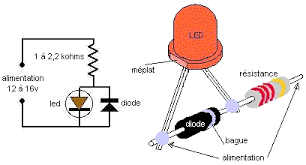 1 à 2,2 kohms
alimentation
12 à 16v
led
diode
LED
méplat
résistance
diode
bague
alimentation